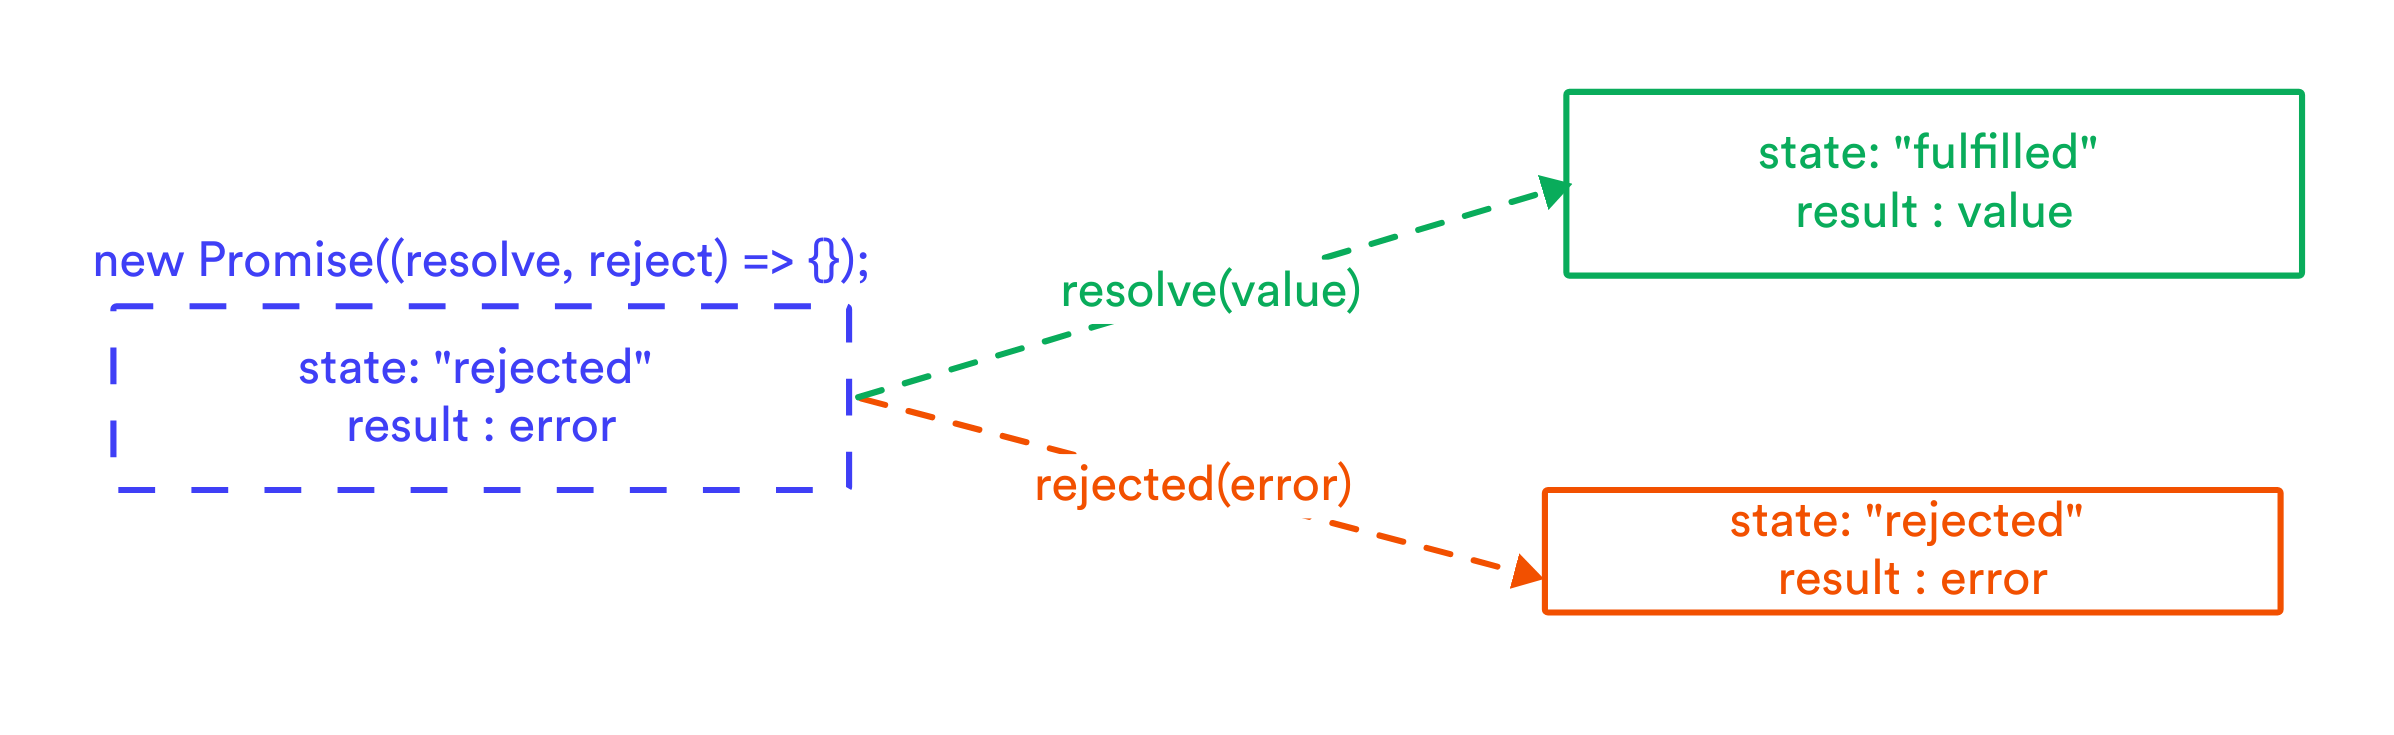 new Promise((resolve, reject) => {});
state: "rejected"
result : error
resolve(value)
rejected(error)
state: "fulfilled"
result : value
state: "rejected"
result : error